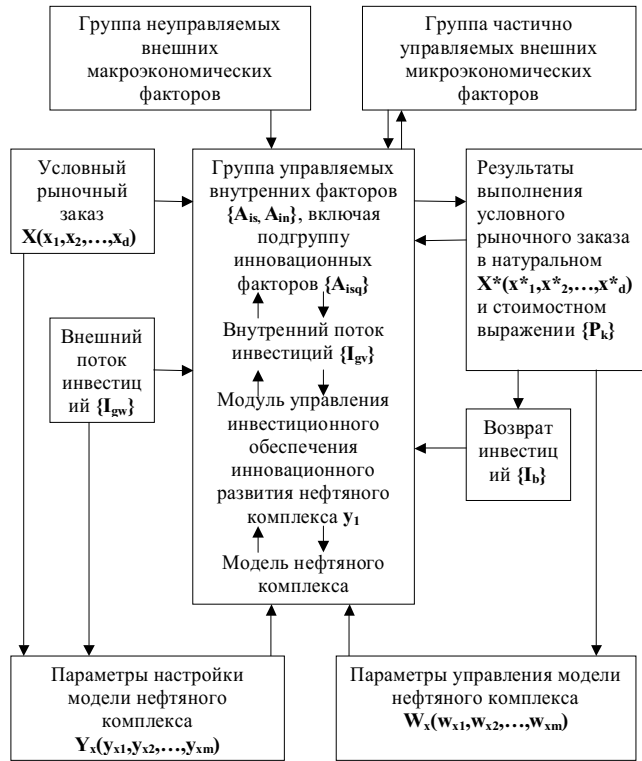 Группа неуправляемых
внешних
макроэкономических
факторов
Группа частично
управляемых внешних
микроэкономических
факторов
Условный
рыночный
заказ
X(x1,x2,…,xd)
Группа управляемых
внутренних факторов
{Ais, Ain}, включая
подгруппу
инновационных
факторов {Aisq}
Внутренний поток
инвестиций {Igv}
Модуль управления
инвестиционного
обеспечения
инновационного
развития нефтяного
комплекса y1
Модель нефтяного
комплекса
Результаты
выполнения
условного
рыночного заказа
в натуральном
X*(x*1,x*2,…,x*d)
и стоимостном
выражении {Pk}
Внешний
поток
инвестиц
ий {Igw}
Возврат
инвестиц
ий {Ib}
Параметры настройки
модели нефтяного
комплекса
Yx(yx1,yx2,…,yxm)
Параметры управления модели
нефтяного комплекса
Wx(wx1,wx2,…,wxm)